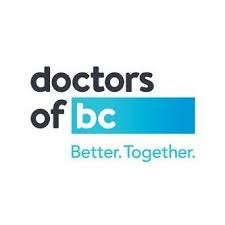 doctors
of bc
Better. Together.